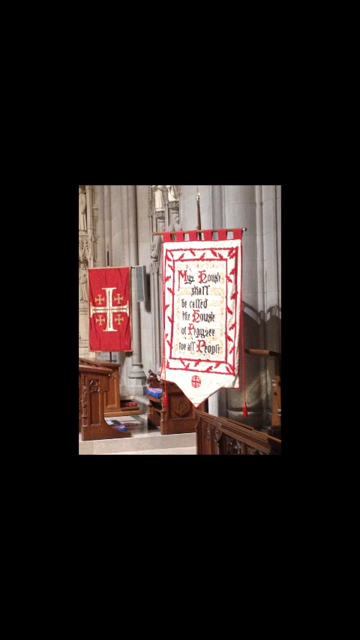 My House
shall
be called
the House
of Prayer
for all People